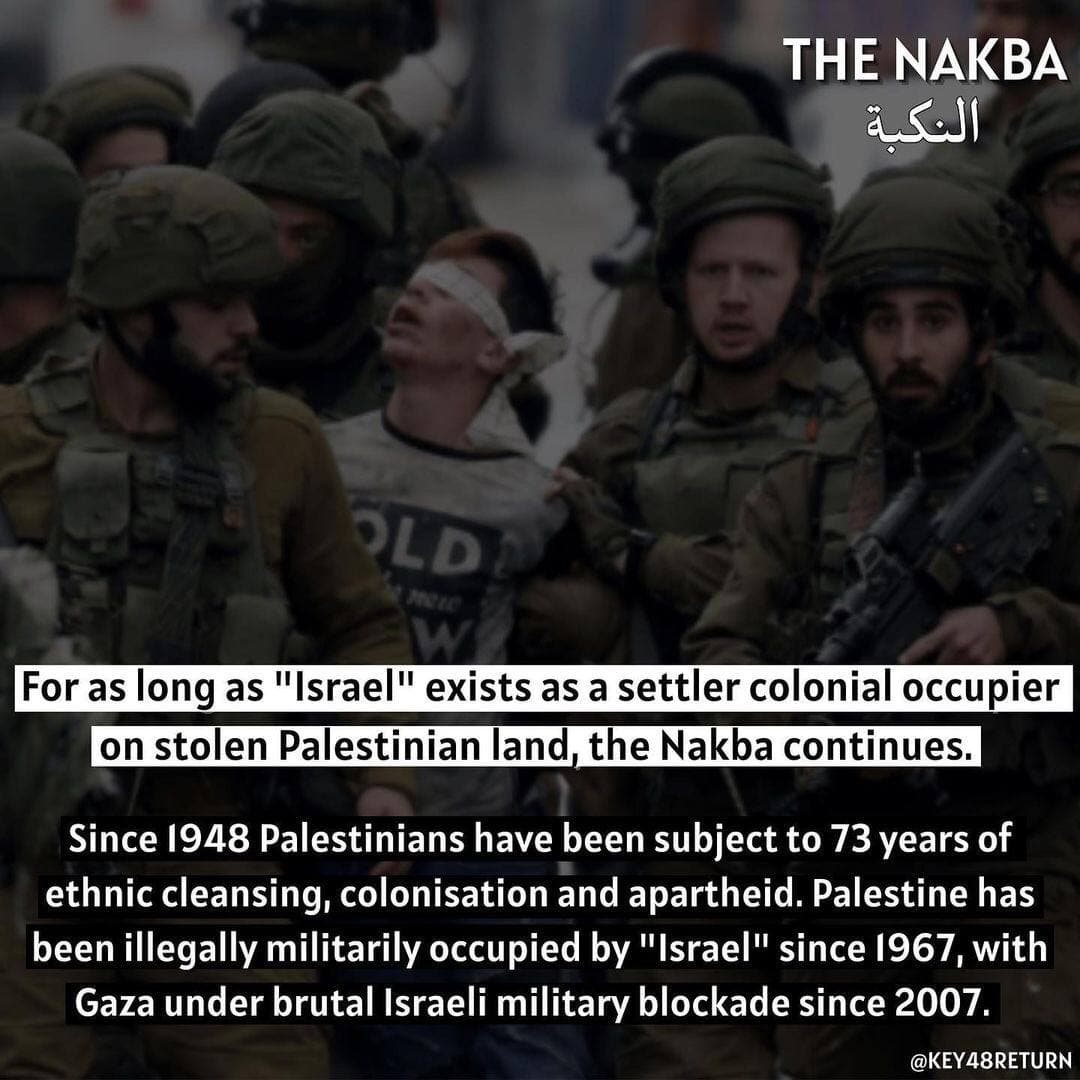 THE NAKBA
النكبة
OLD
W
For as long as "Israel" exists as a settler colonial occupier
on stolen Palestinian land, the Nakba continues.
Since 1948 Palestinians have been subject to 73 years of
ethnic cleansing, colonisation and apartheid. Palestine has
been illegally militarily occupied by "Israel" since 1967, with
Gaza under brutal Israeli military blockade since 2007.
@KEY48RETURN